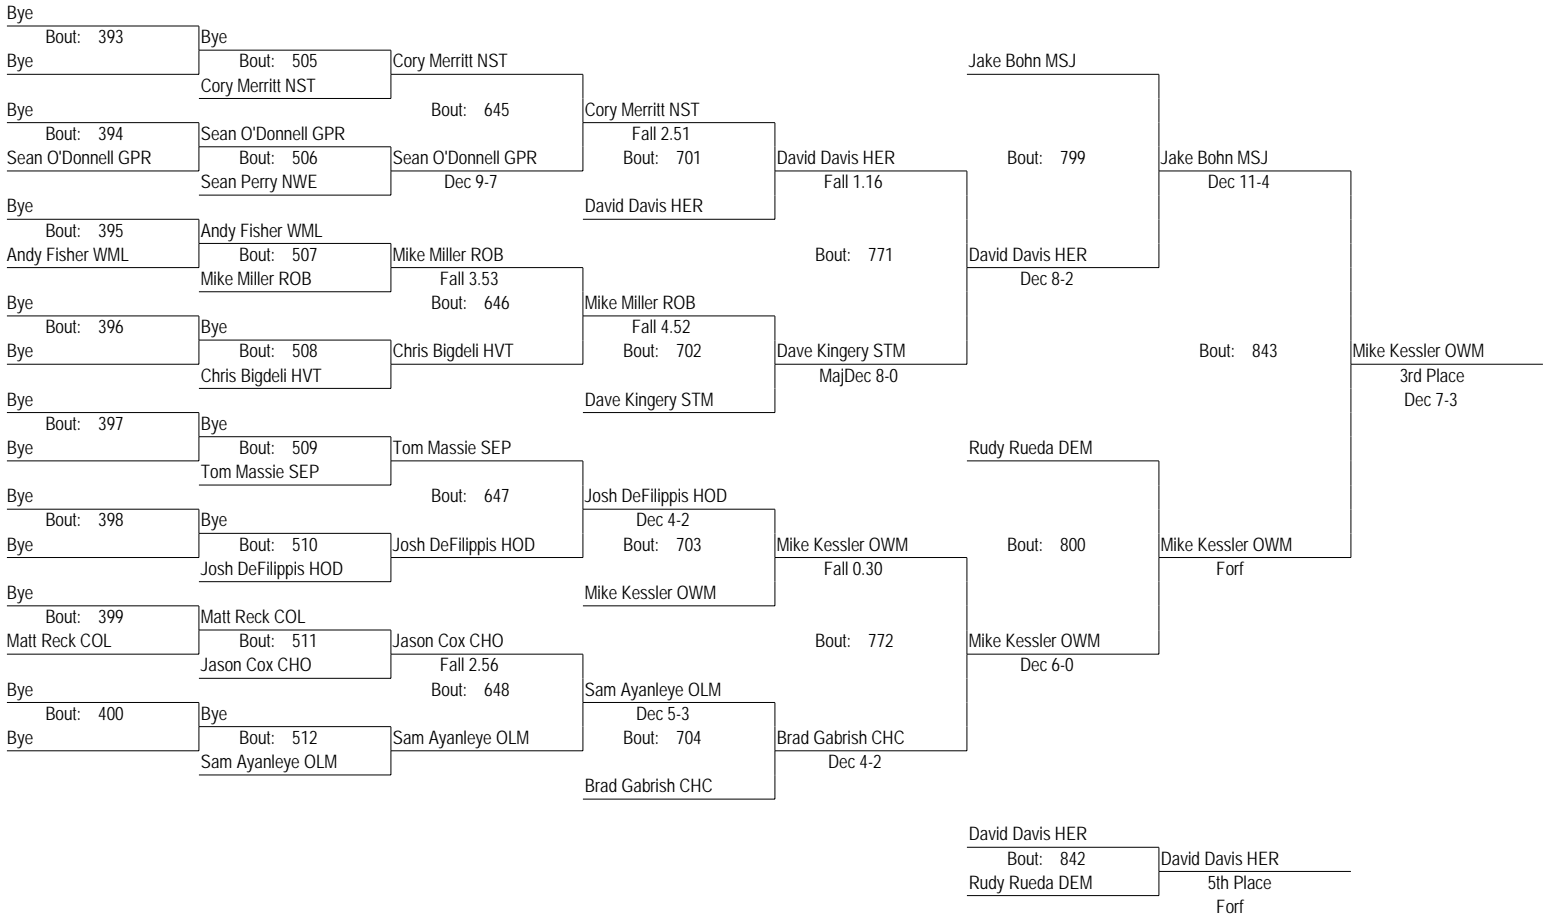 Bye
Bout: 393 Bye
Bye Bout: 505 Cory Merritt NST Jake Bohn MSJ
Cory Merritt NST
Bye Bout: 645 Cory Merritt NST
Bout: 394 Sean O'Donnell GPR Fall 2.51
Sean O'Donnell GPR Bout: 506 Sean O'Donnell GPR Bout: 701 David Davis HER Bout: 799 Jake Bohn MSJ
Sean Perry NWE Dec 9-7 Fall 1.16 Dec 11-4
Bye David Davis HER
Bout: 395 Andy Fisher WML
Andy Fisher WML Bout: 507 Mike Miller ROB Bout: 771 David Davis HER
Mike Miller ROB Fall 3.53 Dec 8-2
Bye Bout: 646 Mike Miller ROB
Bout: 396 Bye Fall 4.52
Bye Bout: 508 Chris Bigdeli HVT Bout: 702 Dave Kingery STM Bout: 843 Mike Kessler OWM
Chris Bigdeli HVT MajDec 8-0 3rd Place
Bye Dave Kingery STM Dec 7-3
Bout: 397 Bye
Bye Bout: 509 Tom Massie SEP Rudy Rueda DEM
Tom Massie SEP
Bye Bout: 647 Josh DeFilippis HOD
Bout: 398 Bye Dec 4-2
Bye Bout: 510 Josh DeFilippis HOD Bout: 703 Mike Kessler OWM Bout: 800 Mike Kessler OWM
Josh DeFilippis HOD Fall 0.30 Forf
Bye Mike Kessler OWM
Bout: 399 Matt Reck COL
Matt Reck COL Bout: 511 Jason Cox CHO Bout: 772 Mike Kessler OWM
Jason Cox CHO Fall 2.56 Dec 6-0
Bye Bout: 648 Sam Ayanleye OLM
Bout: 400 Bye Dec 5-3
Bye Bout: 512 Sam Ayanleye OLM Bout: 704 Brad Gabrish CHC
Sam Ayanleye OLM Dec 4-2
Brad Gabrish CHC
David Davis HER
Bout: 842 David Davis HER
Rudy Rueda DEM 5th Place
Forf